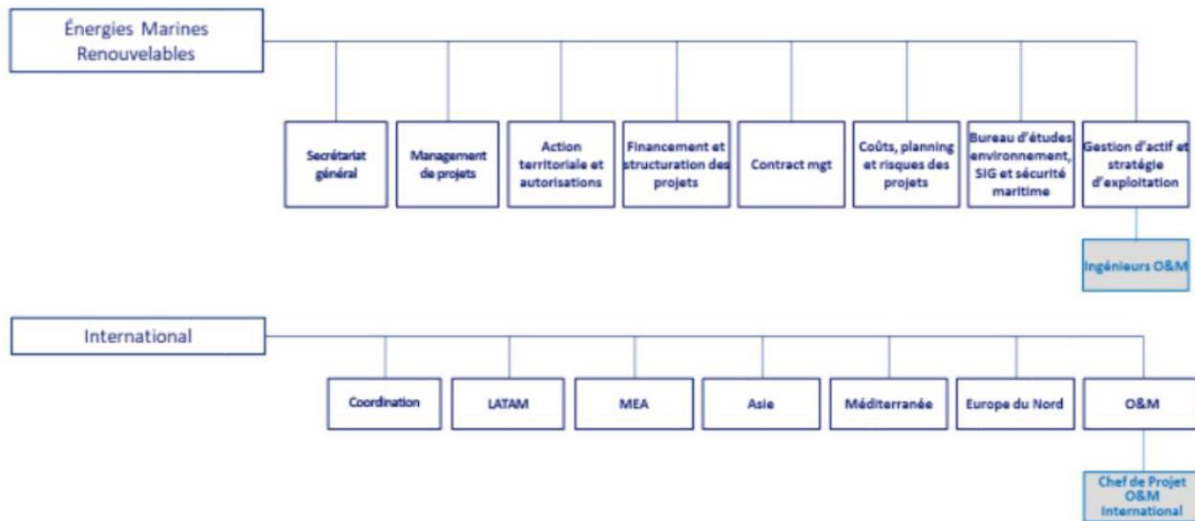 Énergies Marines
Renouvelables
Secrétariat
général
Management
de projets
Action
territoriale et
autorisations
Financement et
structuration des
projets
Contract mgt
Coûts, planning
et risques des
projets
Bureau d'études
environnement,
SIG et sécurité
maritime
Gestion d'actif et
stratégie
d'exploitation
Ingénieurs O&M
International
Coordination
LATAM
MEA
Asie
Méditerranée
Europe du Nord
O&M
Chef de Projet
O&M
International